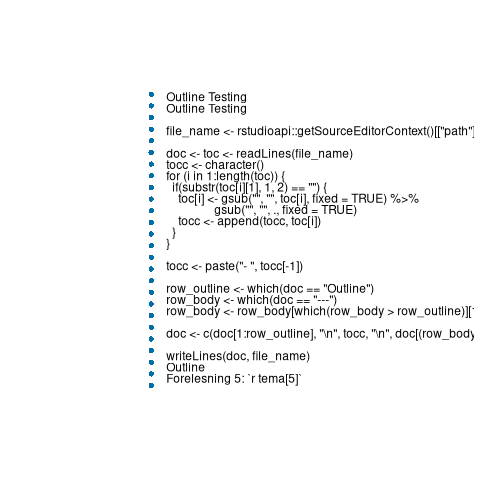 Outline Testing
Outline Testing
file_name <- rstudioapi::getSourceEditorContext()[["path"]
doc <- toc <- readLines(file_name)
tocc <- character()
for (i in 1:length(toc)) {
if(substr(toc[i][1], 1, 2) == "") {
toc[i] <- gsub("", "", toc[i], fixed = TRUE) %>%
gsub("", "", ., fixed = TRUE)
tocc <- append(tocc, toc[i])
}
}
tocc <- paste("- ", tocc[-1])
row_outline <- which(doc == "Outline")
row_body <- which(doc == "---")
row_body <- row_body[which(row_body > row_outline)][
doc <- c(doc[1:row_outline], "\n", tocc, "\n", doc[(row_body
writeLines(doc, file_name)
Outline
Forelesning 5: `r tema[5]`